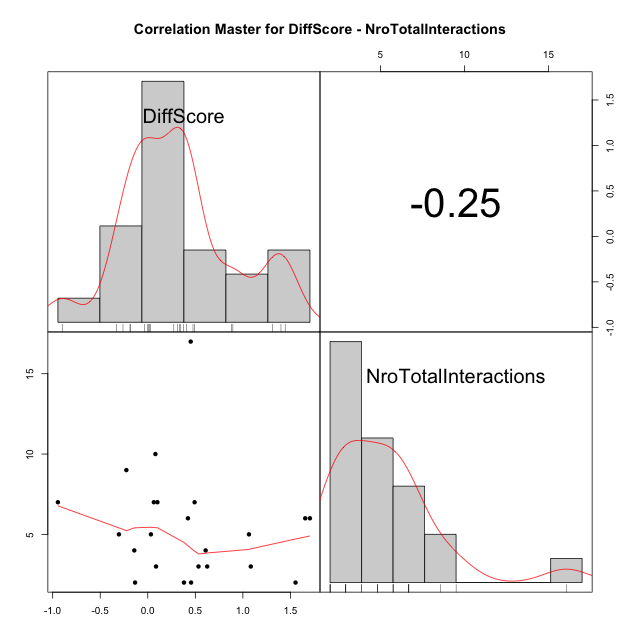 Correlation Master for DiffScore - NroTotalInteractions
5 10 15
DiffScore
-0.25
1.5
1.0
0.5
0.0
-0.5
-1.0
NroTotalInteractions
15
10
5
-1.0 -0.5 0.0 0.5 1.0 1.5